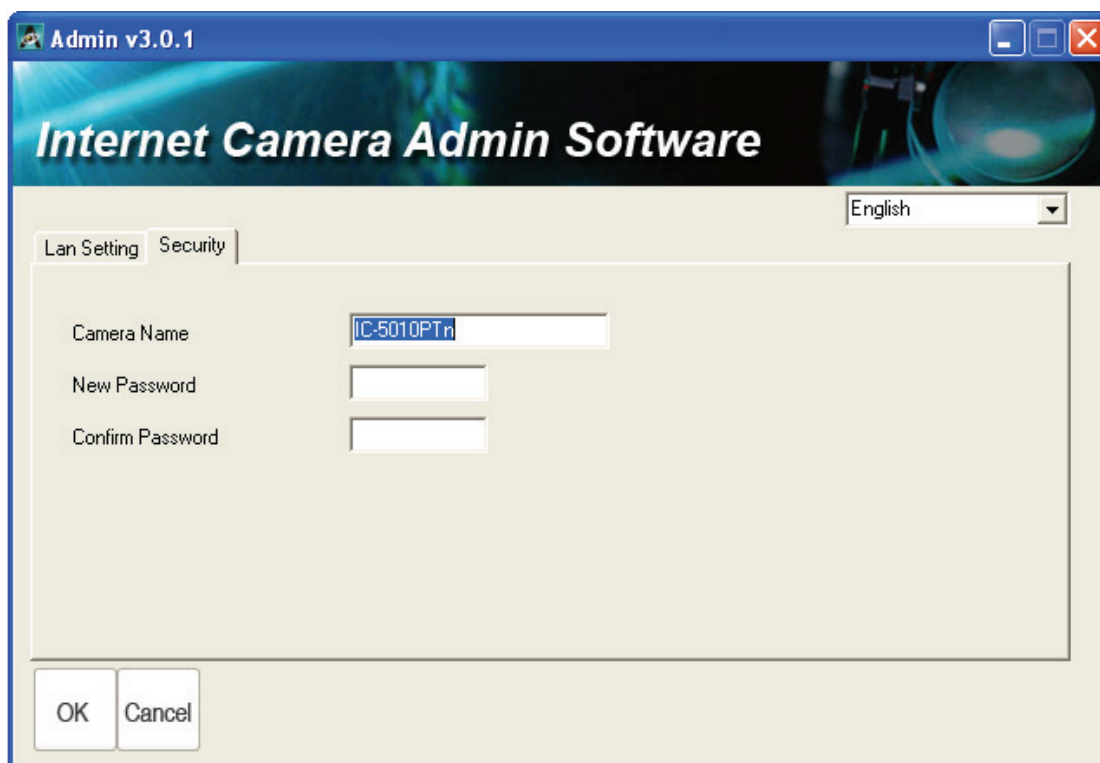 Admin v3.0.1
Internet Camera Admin Software
English
Lan Setting Security
Camera Name IC-5010PTn
New Password
Confirm Password
OK Cancel